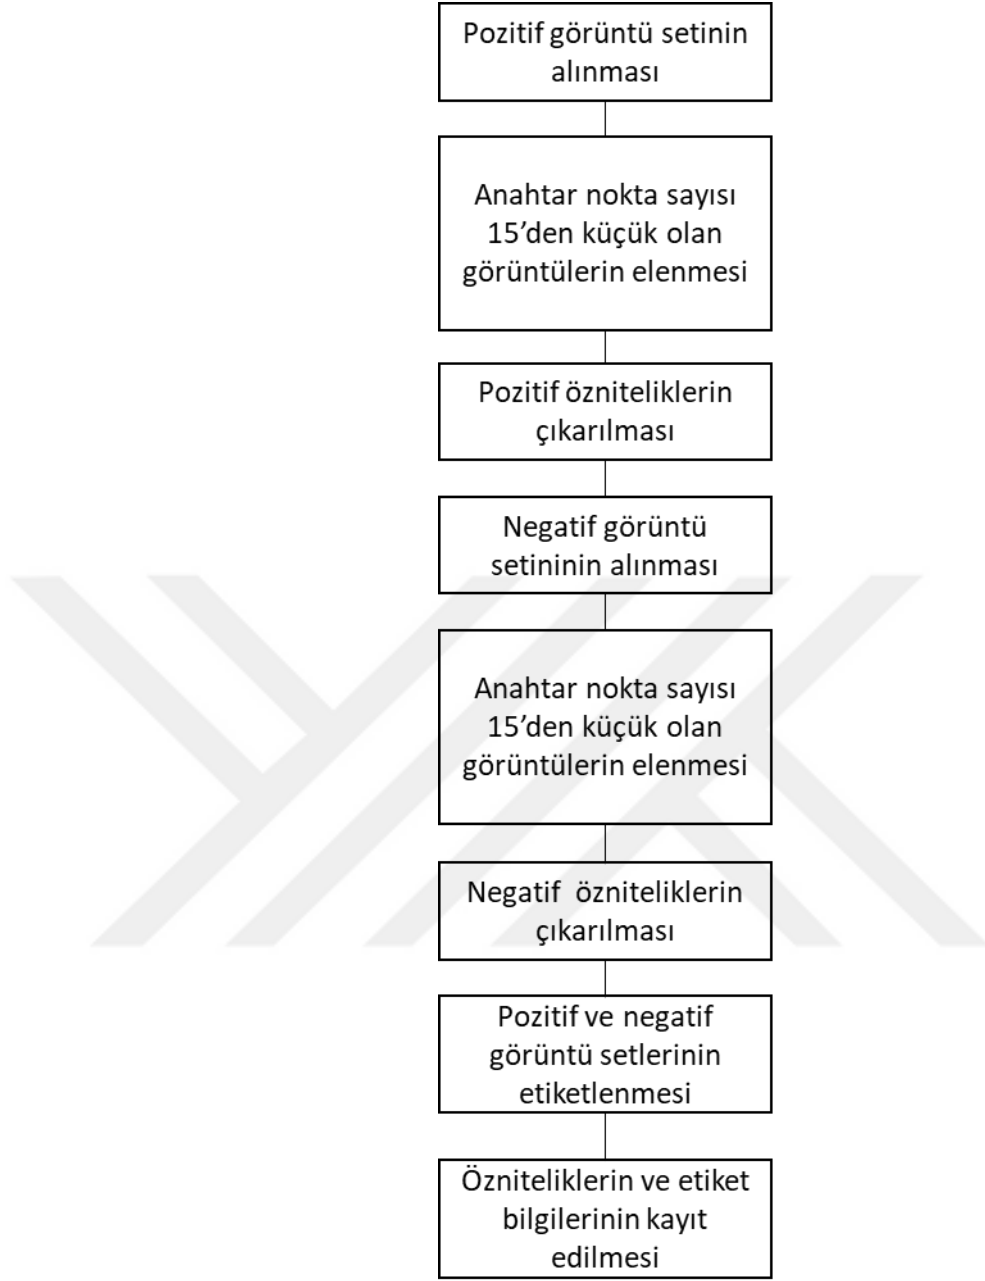 Pozitif görüntü setinin
alınması
Anahtar nokta sayısı
15’den küçük olan
görüntülerin elenmesi
Pozitif özniteliklerin
çıkarılması
Negatif görüntü
setininin alınması
Anahtar nokta sayısı
15’den küçük olan
görüntülerin elenmesi
Negatif özniteliklerin
çıkarılması
Pozitif ve negatif
görüntü setlerinin
etiketlenmesi
Özniteliklerin ve etiket
bilgilerinin kayıt
edilmesi